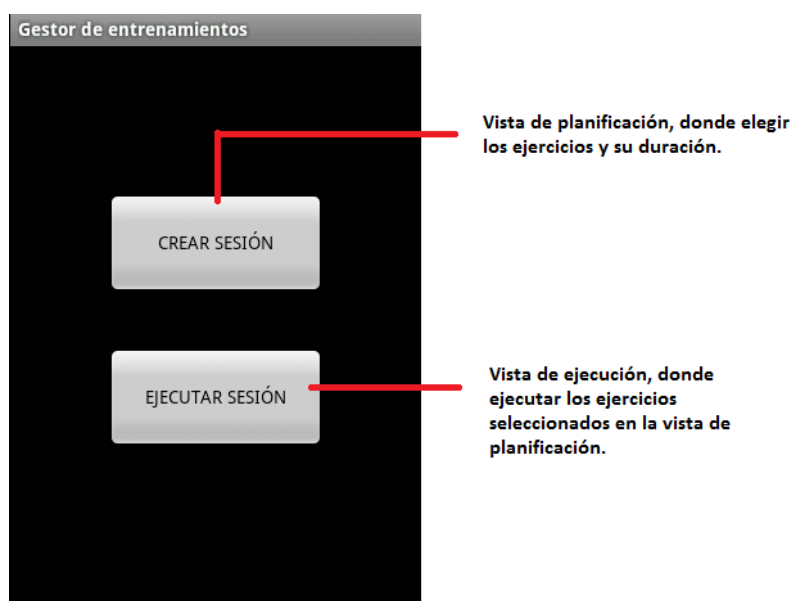 Gestor de entrenamientos
Vista de planificación, donde elegir
los ejercicios y su duración.
CREAR SESIÓN
Vista de ejecución, donde
ejecutar los ejercicios
seleccionados en la vista de
planificación.
EJECUTAR SESIÓN